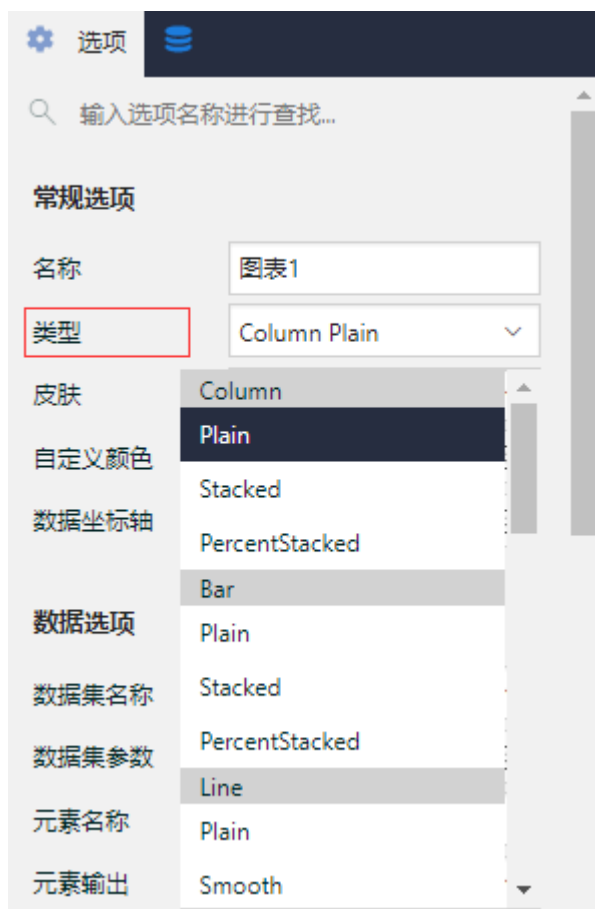 选项
输入选项名称进行查找...
常规选项
名称
图表1
类型
Column Plain
皮肤
Column
Plain
自定义颜色
Stacked
数据坐标轴
PercentStacked
Bar
数据选项
Plain
数据集名称
Stacked
数据集参数
PercentStacked
Line
元素名称
Plain
元素输出
Smooth